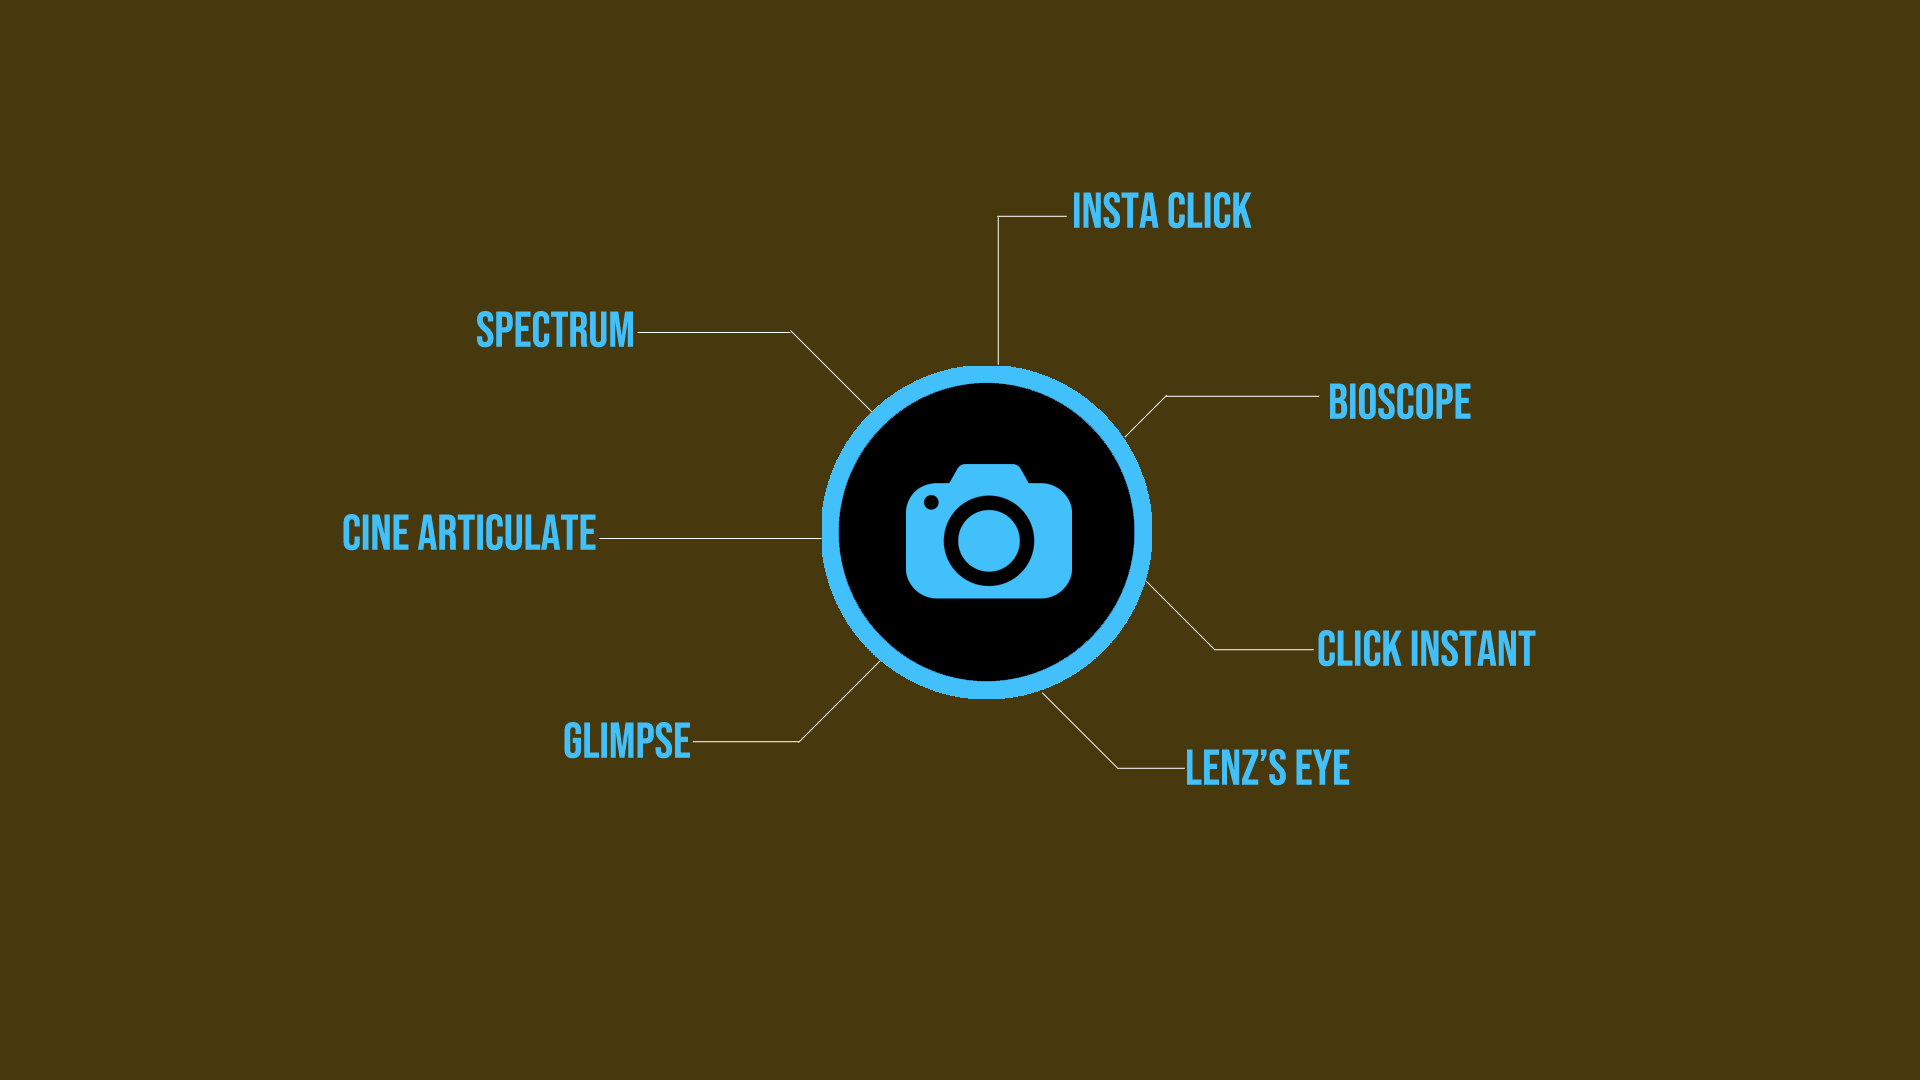 INSTA CLICK
SPECTRUM
BIOSCOPE
CINE ARTICULATE
CLICK INSTANT
GLIMPSE
LENZ'S EYE